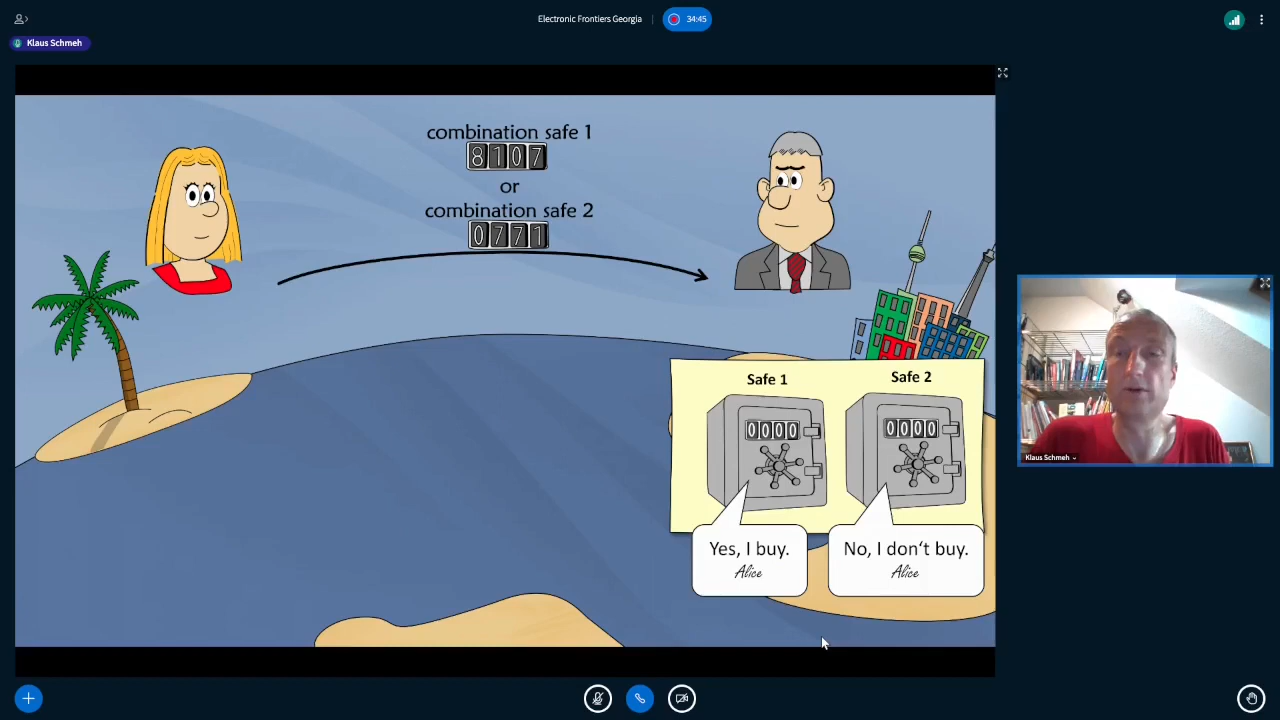 Electronic Frontiers Georgia
34:45
Klaus Schmeh
combination safe 1
8107
or
combination safe 2
0771
Safe 1
Safe 2
0000
0000
Yes, I buy.
Alice
No, I don't buy.
Alice
Klaus Schmeh